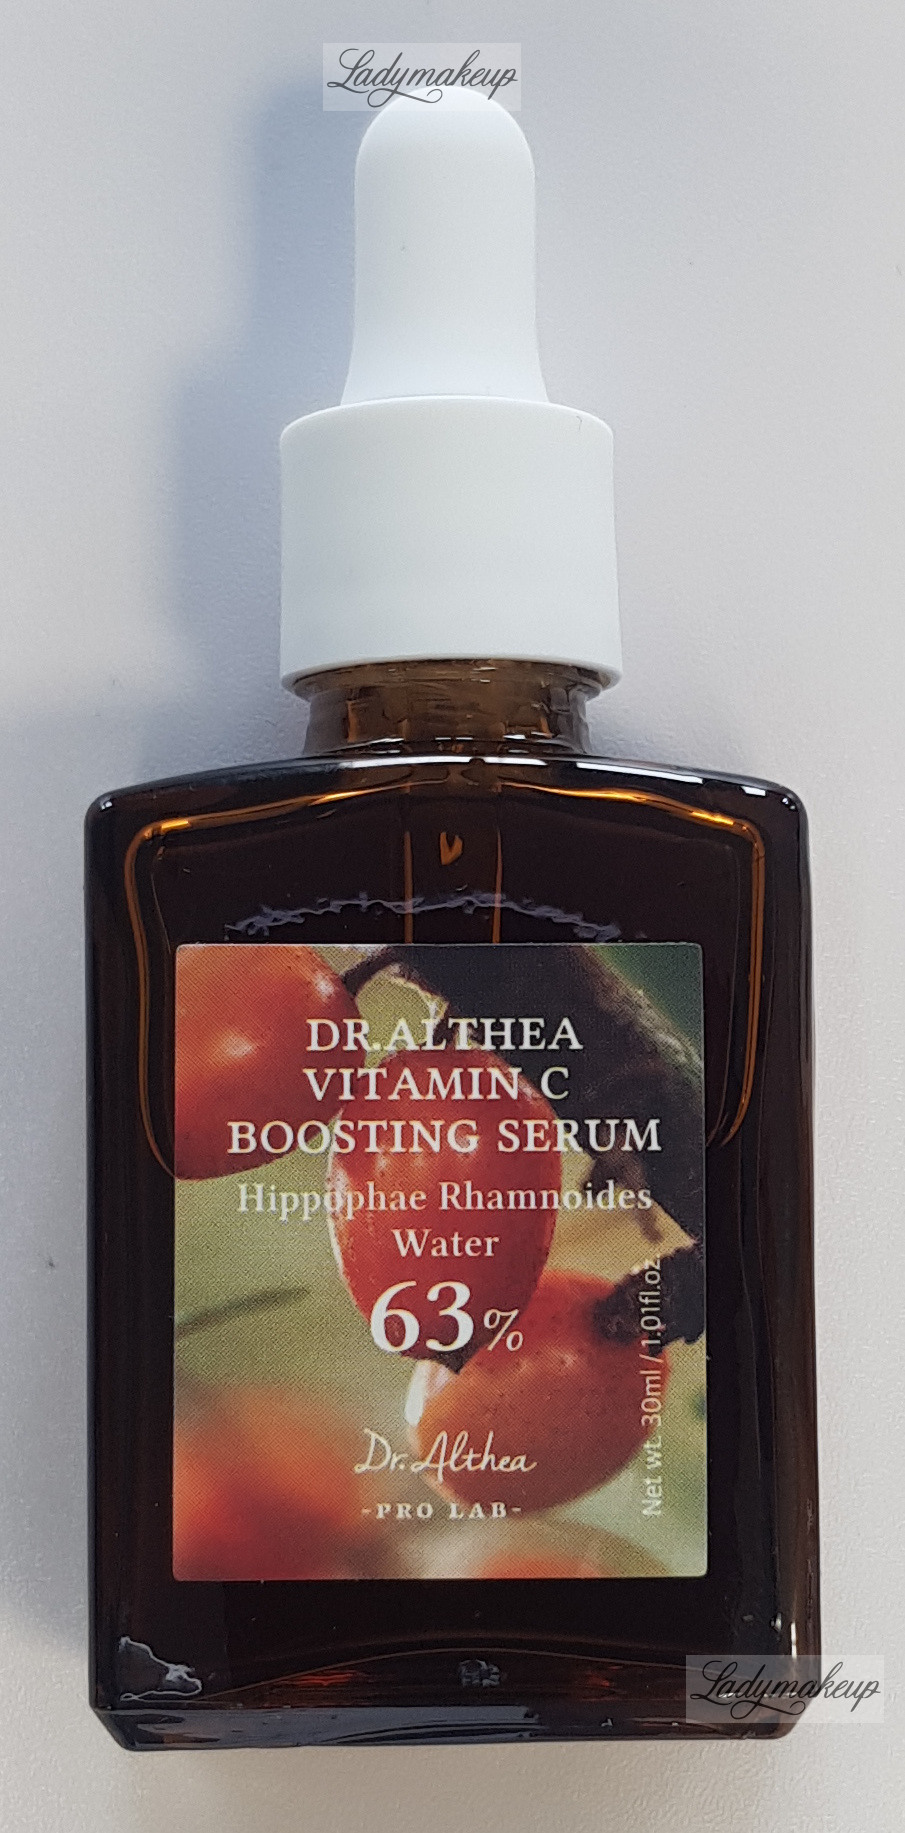 Ladymakeup
DR.ALTHEA
VITAMIN C
BOOSTING SERUM
Hippophae Rhamnoides
Water
63%
Net wt. 30ml / 1.01fl.oz.
Dr.Althea
-PRO LAB-
Ladymakeup